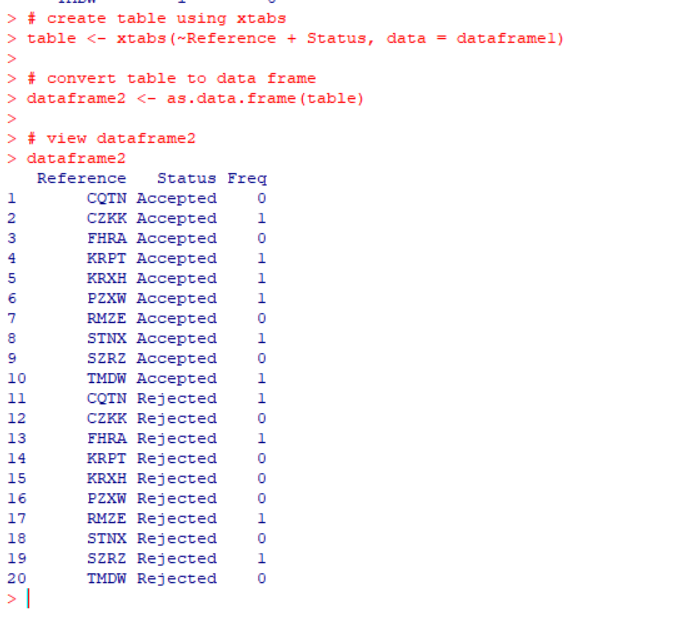 > # create table using xtabs
> table <- xtabs(~Reference + Status, data = dataframe1)
>
> # convert table to data frame
> dataframe2 <- as.data.frame(table)
>
> # view dataframe2
> dataframe2
   Reference   Status Freq
1       CQTN Accepted    0
2       CZKK Accepted    1
3       FHRA Accepted    0
4       KRPT Accepted    1
5       KRXH Accepted    1
6       PZXW Accepted    1
7       RMZE Accepted    0
8       STNX Accepted    1
9       SZRZ Accepted    0
10      TMDW Accepted    1
11      CQTN Rejected    1
12      CZKK Rejected    0
13      FHRA Rejected    1
14      KRPT Rejected    0
15      KRXH Rejected    0
16      PZXW Rejected    0
17      RMZE Rejected    1
18      STNX Rejected    0
19      SZRZ Rejected    1
20      TMDW Rejected    0
>